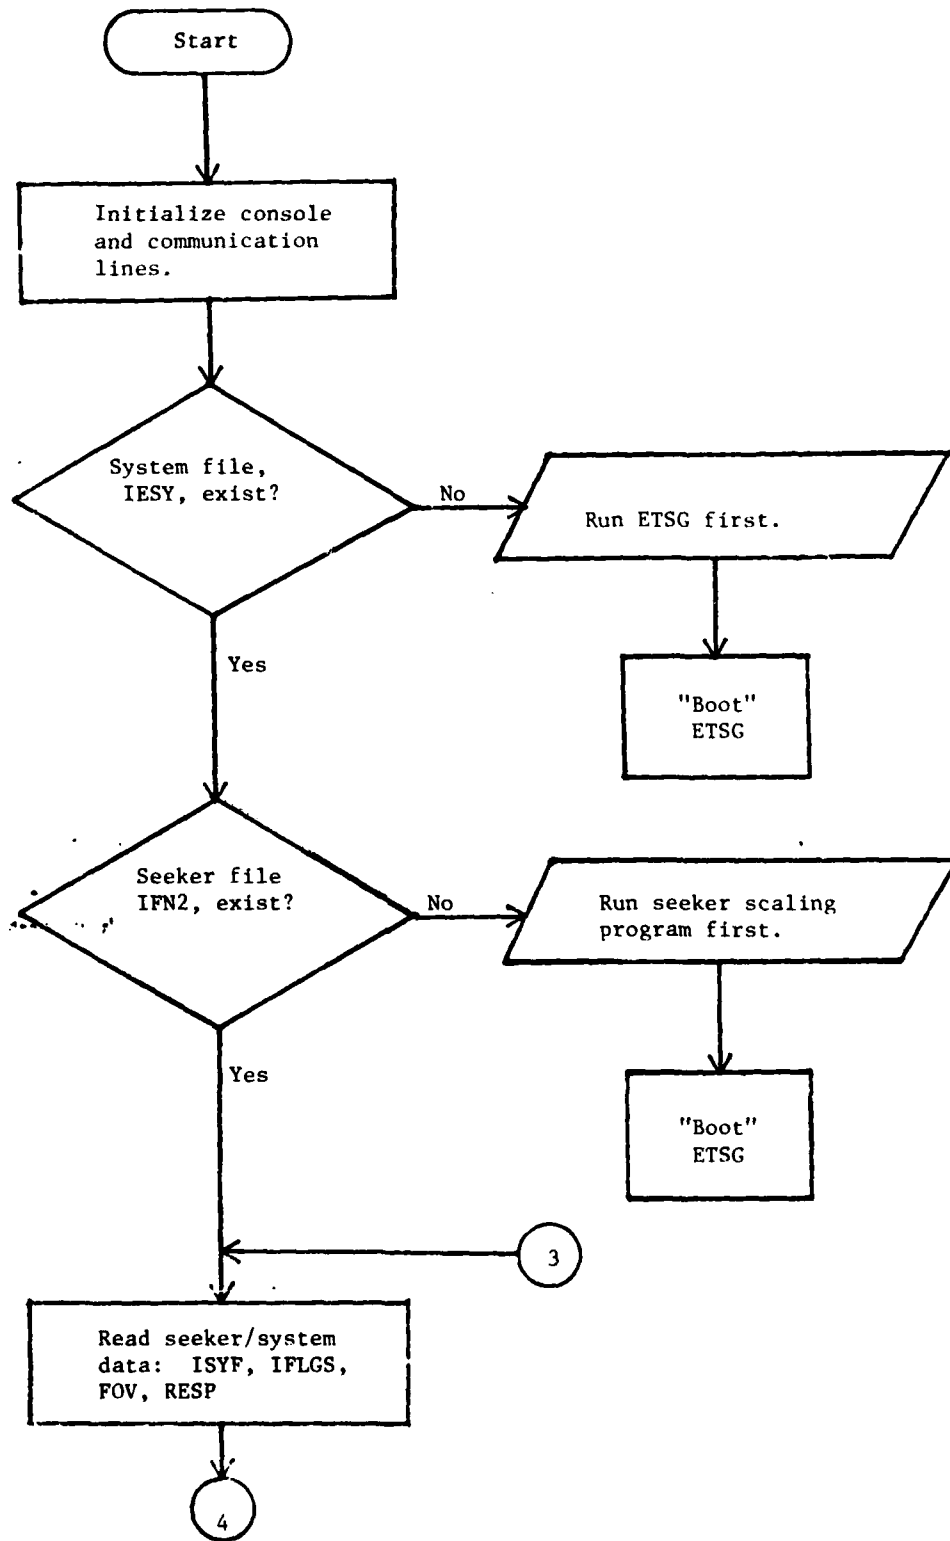 Start
Initialize console
and communication
lines.
System file,
IESY, exist?
No
Run ETSG first.
Yes
"Boot"
ETSG
Seeker file
IFN2, exist?
No
Run seeker scaling
program first.
Yes
"Boot"
ETSG
3
Read seeker/system
data: ISYF, IFLGS,
FOV, RESP
4